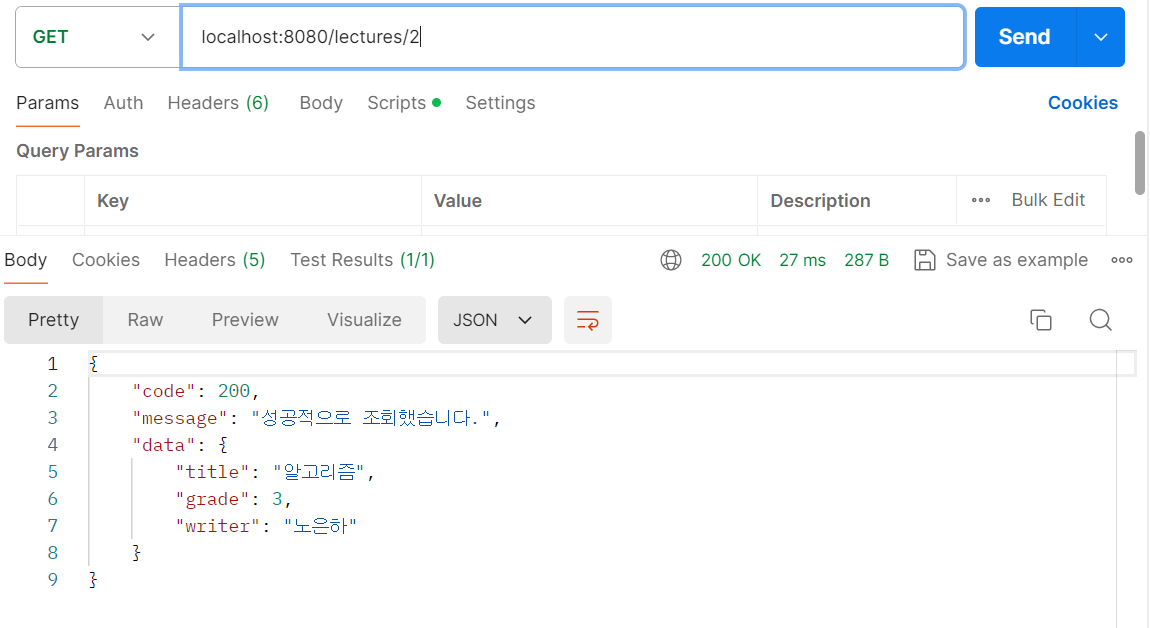 GET localhost:8080/lectures/2 Send
Params Auth Headers (6) Body Scripts Settings Cookies
Query Params
Key Value Description Bulk Edit
Body Cookies Headers (5) Test Results (1/1) 200 OK 27 ms 287 B Save as example
Pretty Raw Preview Visualize JSON
1 {
2 "code": 200,
3 "message": "성공적으로 조회했습니다.",
4 "data": {
5 "title": "알고리즘",
6 "grade": 3,
7 "writer": "노은하"
8 }
9 }